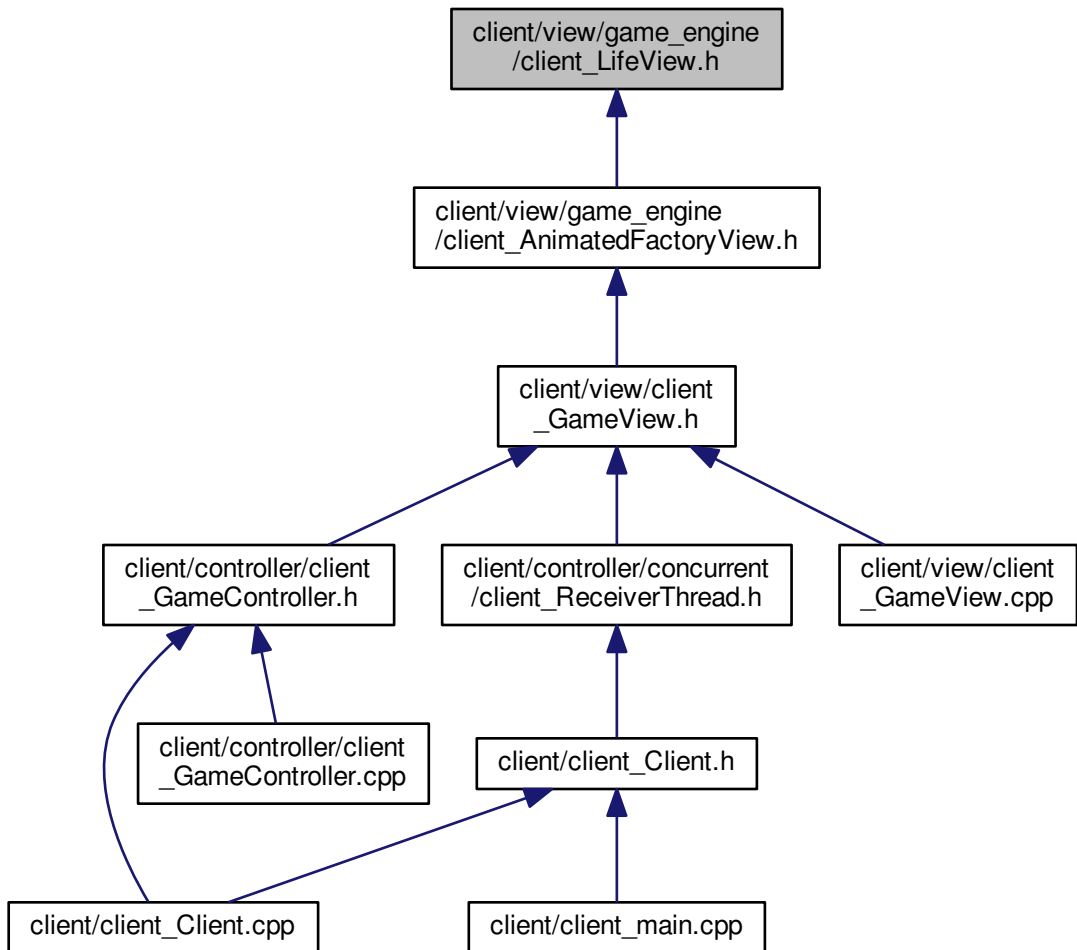 client/view/game_engine
/client_LifeView.h
client/view/game_engine
/client_AnimatedFactoryView.h
client/view/client
_GameView.h
client/controller/client
_GameController.h
client/controller/concurrent
/client_ReceiverThread.h
client/view/client
_GameView.cpp
client/controller/client
_GameController.cpp
client/client_Client.h
client/client_Client.cpp
client/client_main.cpp